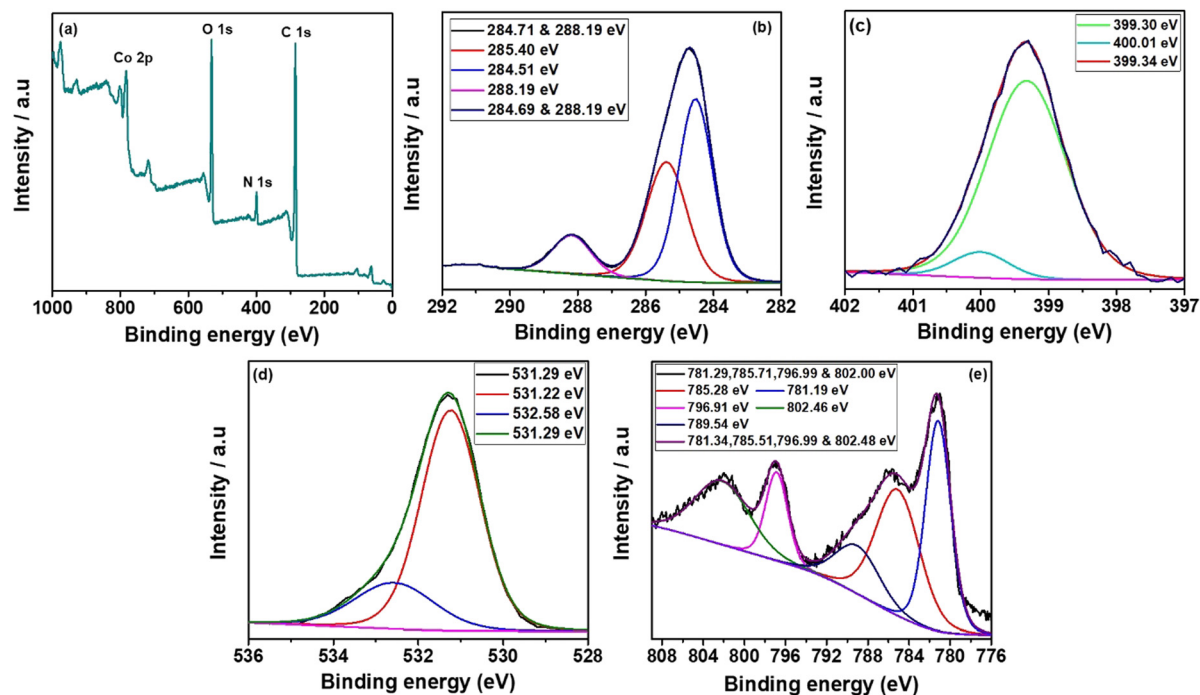 (a)
O 1s
C 1s
Co 2p
N 1s
Intensity / a.u
1000 800 600 400 200 0
Binding energy (eV)
(b)
284.71 & 288.19 eV
285.40 eV
284.51 eV
288.19 eV
284.69 & 288.19 eV
Intensity / a.u
292 290 288 286 284 282
Binding energy (eV)
(c)
399.30 eV
400.01 eV
399.34 eV
Intensity / a.u
402 401 400 399 398 397
Binding energy (eV)
(d)
531.29 eV
531.22 eV
532.58 eV
531.29 eV
Intensity / a.u
536 534 532 530 528
Binding energy (eV)
(e)
781.29,785.71,796.99 & 802.00 eV
785.28 eV 781.19 eV
796.91 eV 802.46 eV
789.54 eV
781.34,785.51,796.99 & 802.48 eV
Intensity / a.u
808 804 800 796 792 788 784 780 776
Binding energy (eV)